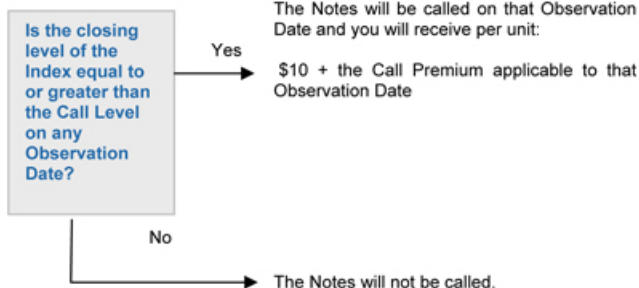 Is the closing
level of the
Index equal to
or greater than
the Call Level
on any
Observation
Date?
Yes
The Notes will be called on that Observation
Date and you will receive per unit:
$10 + the Call Premium applicable to that
Observation Date
No
The Notes will not be called.